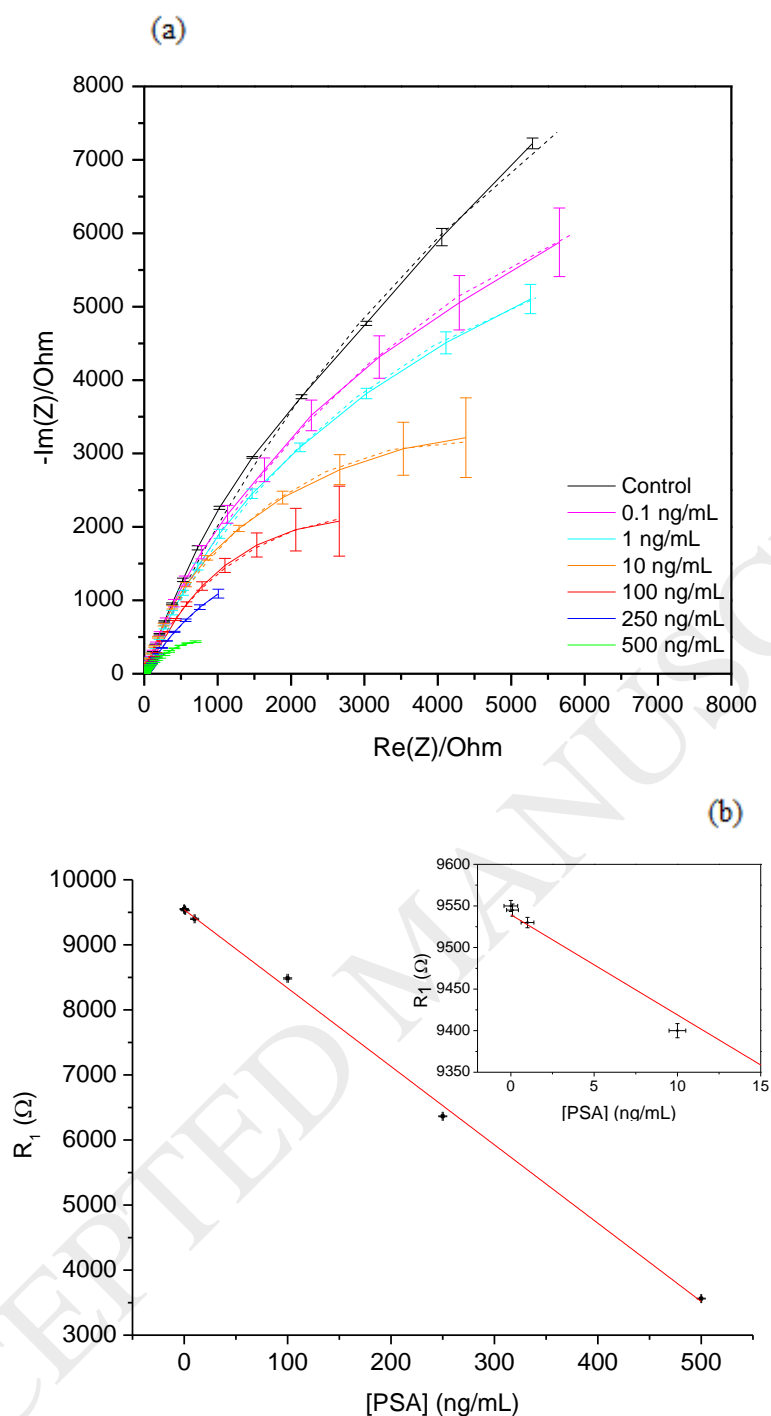 (a)
8000
7000
6000
5000
4000
3000
2000
1000
0
-Im(Z)/Ohm
Control
0.1 ng/mL
1 ng/mL
10 ng/mL
100 ng/mL
250 ng/mL
500 ng/mL
0 1000 2000 3000 4000 5000 6000 7000 8000
Re(Z)/Ohm
(b)
10000
9000
8000
7000
6000
5000
4000
3000
R1 (Ω)
9600
9550
9500
9450
9400
9350
R1 (Ω)
0 5 10 15
[PSA] (ng/mL)
0 100 200 300 400 500
[PSA] (ng/mL)
CEPTED MANUSC